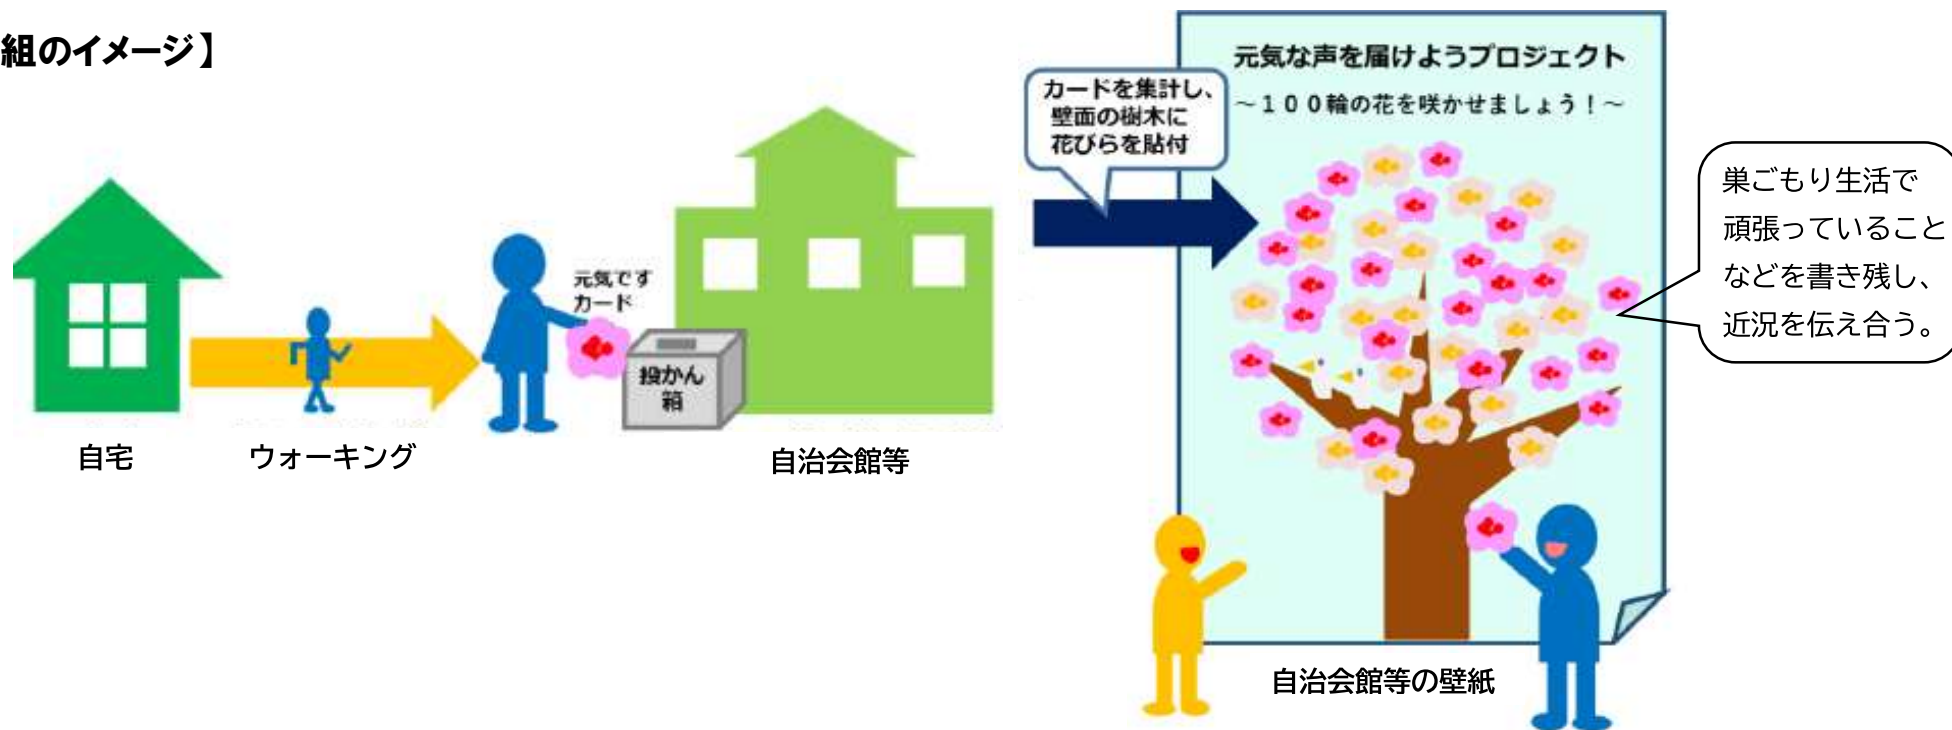 組のイメージ】
自宅
ウォーキング
元気です
カード
投かん
箱
自治会館等
カードを集計し、
壁面の樹木に
花びらを貼付
元気な声を届けようプロジェクト
～１００輪の花を咲かせましょう！～
巣ごもり生活で
頑張っていること
などを書き残し、
近況を伝え合う。
自治会館等の壁紙